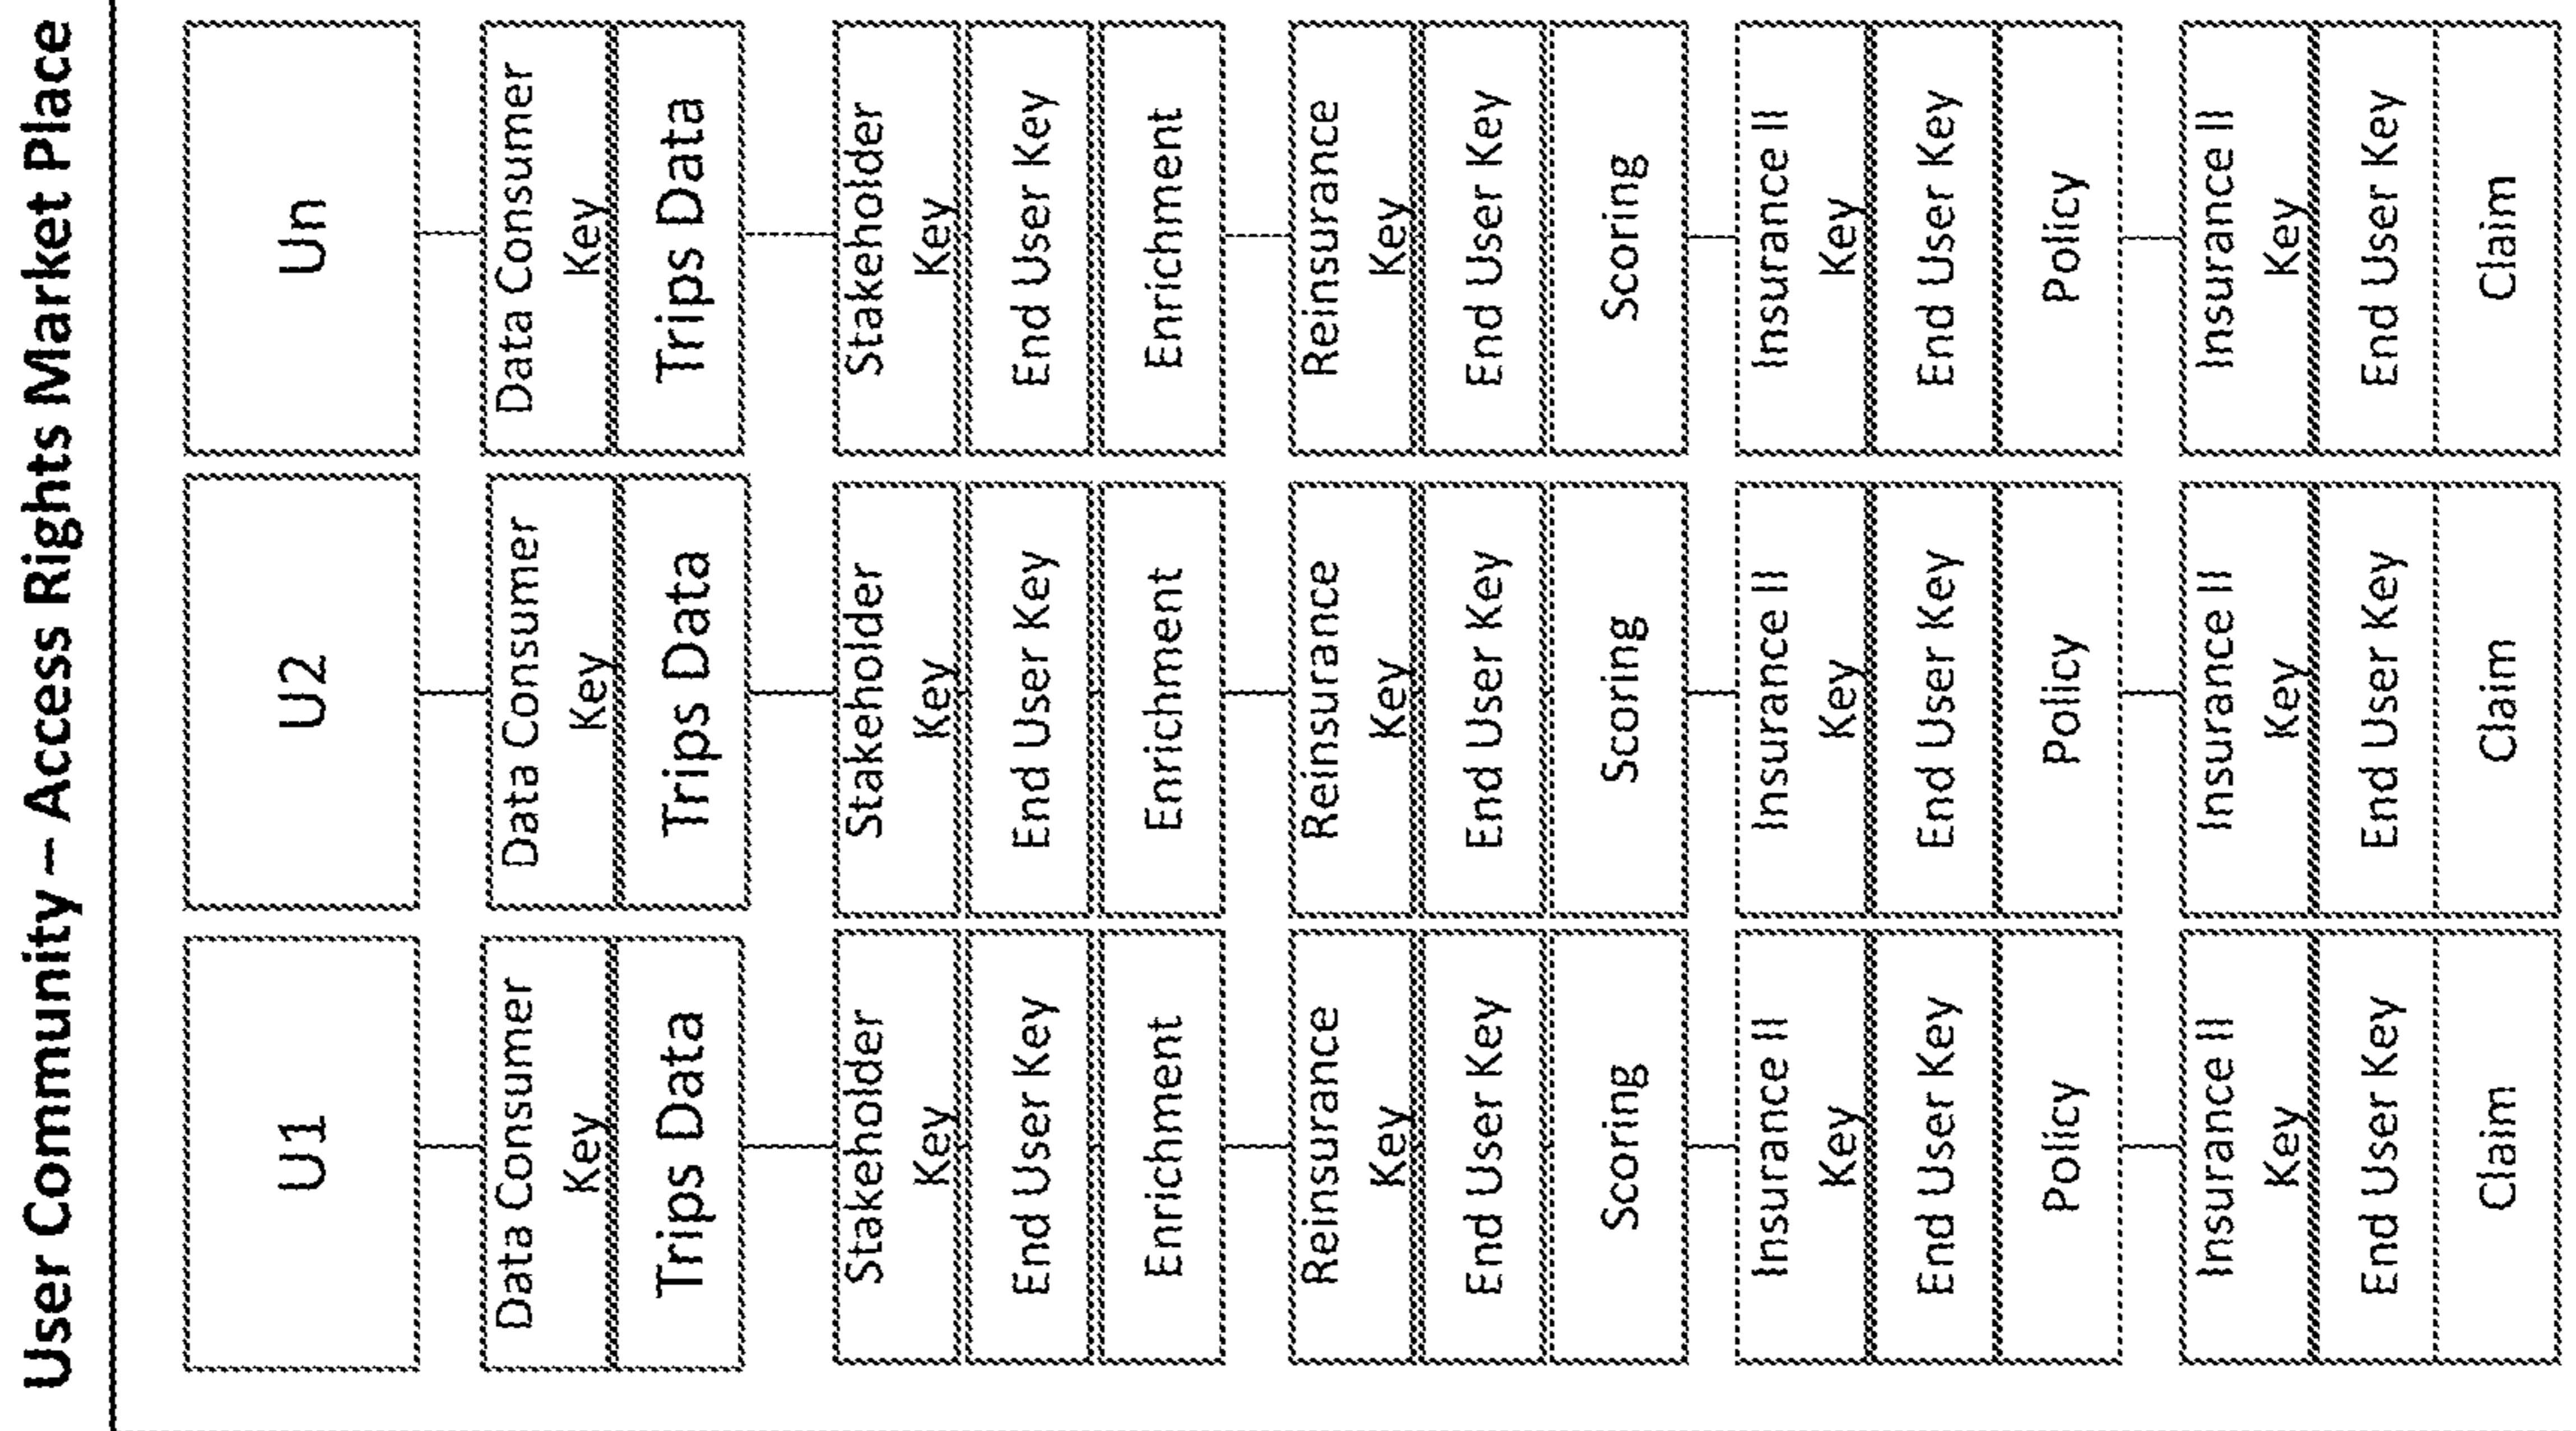 User Community – Access Rights Market Place
U1
U2
Un
Data Consumer
Key
Data Consumer
Key
Data Consumer
Key
Trips Data
Trips Data
Trips Data
Stakeholder
Key
Stakeholder
Key
Stakeholder
Key
End User Key
End User Key
End User Key
Enrichment
Enrichment
Enrichment
Reinsurance
Key
Reinsurance
Key
Reinsurance
Key
End User Key
End User Key
End User Key
Scoring
Scoring
Scoring
Insurance II
Key
Insurance II
Key
Insurance II
Key
End User Key
End User Key
End User Key
Policy
Policy
Policy
Insurance II
Key
Insurance II
Key
Insurance II
Key
End User Key
End User Key
End User Key
Claim
Claim
Claim